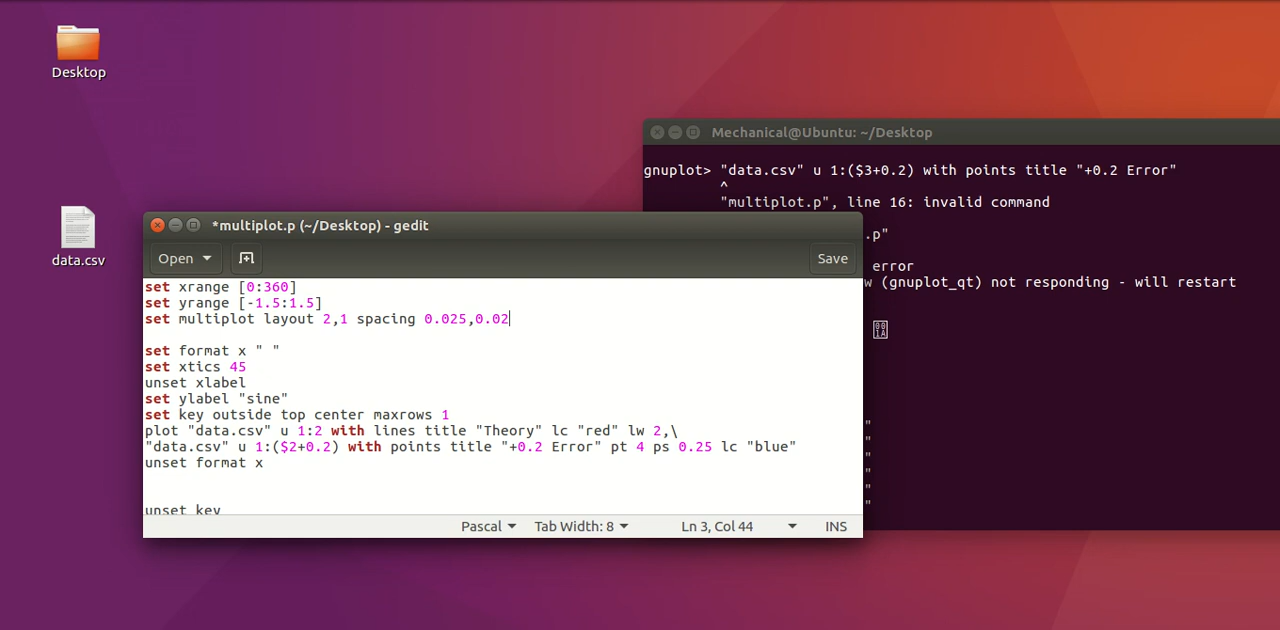 Desktop
data.csv
Mechanical@Ubuntu: ~/Desktop
gnuplot> "data.csv" u 1:($3+0.2) with points title "+0.2 Error"
^
"multiplot.p", line 16: invalid command
.p"
error
w (gnuplot_qt) not responding - will restart
"
"
"
"
"
"
*multiplot.p (~/Desktop) - gedit
Open
Save
set xrange [0:360]
set yrange [-1.5:1.5]
set multiplot layout 2,1 spacing 0.025,0.02
set format x " "
set xtics 45
unset xlabel
set ylabel "sine"
set key outside top center maxrows 1
plot "data.csv" u 1:2 with lines title "Theory" lc "red" lw 2,\
"data.csv" u 1:($2+0.2) with points title "+0.2 Error" pt 4 ps 0.25 lc "blue"
unset format x
unset key
Pascal Tab Width: 8 Ln 3, Col 44 INS